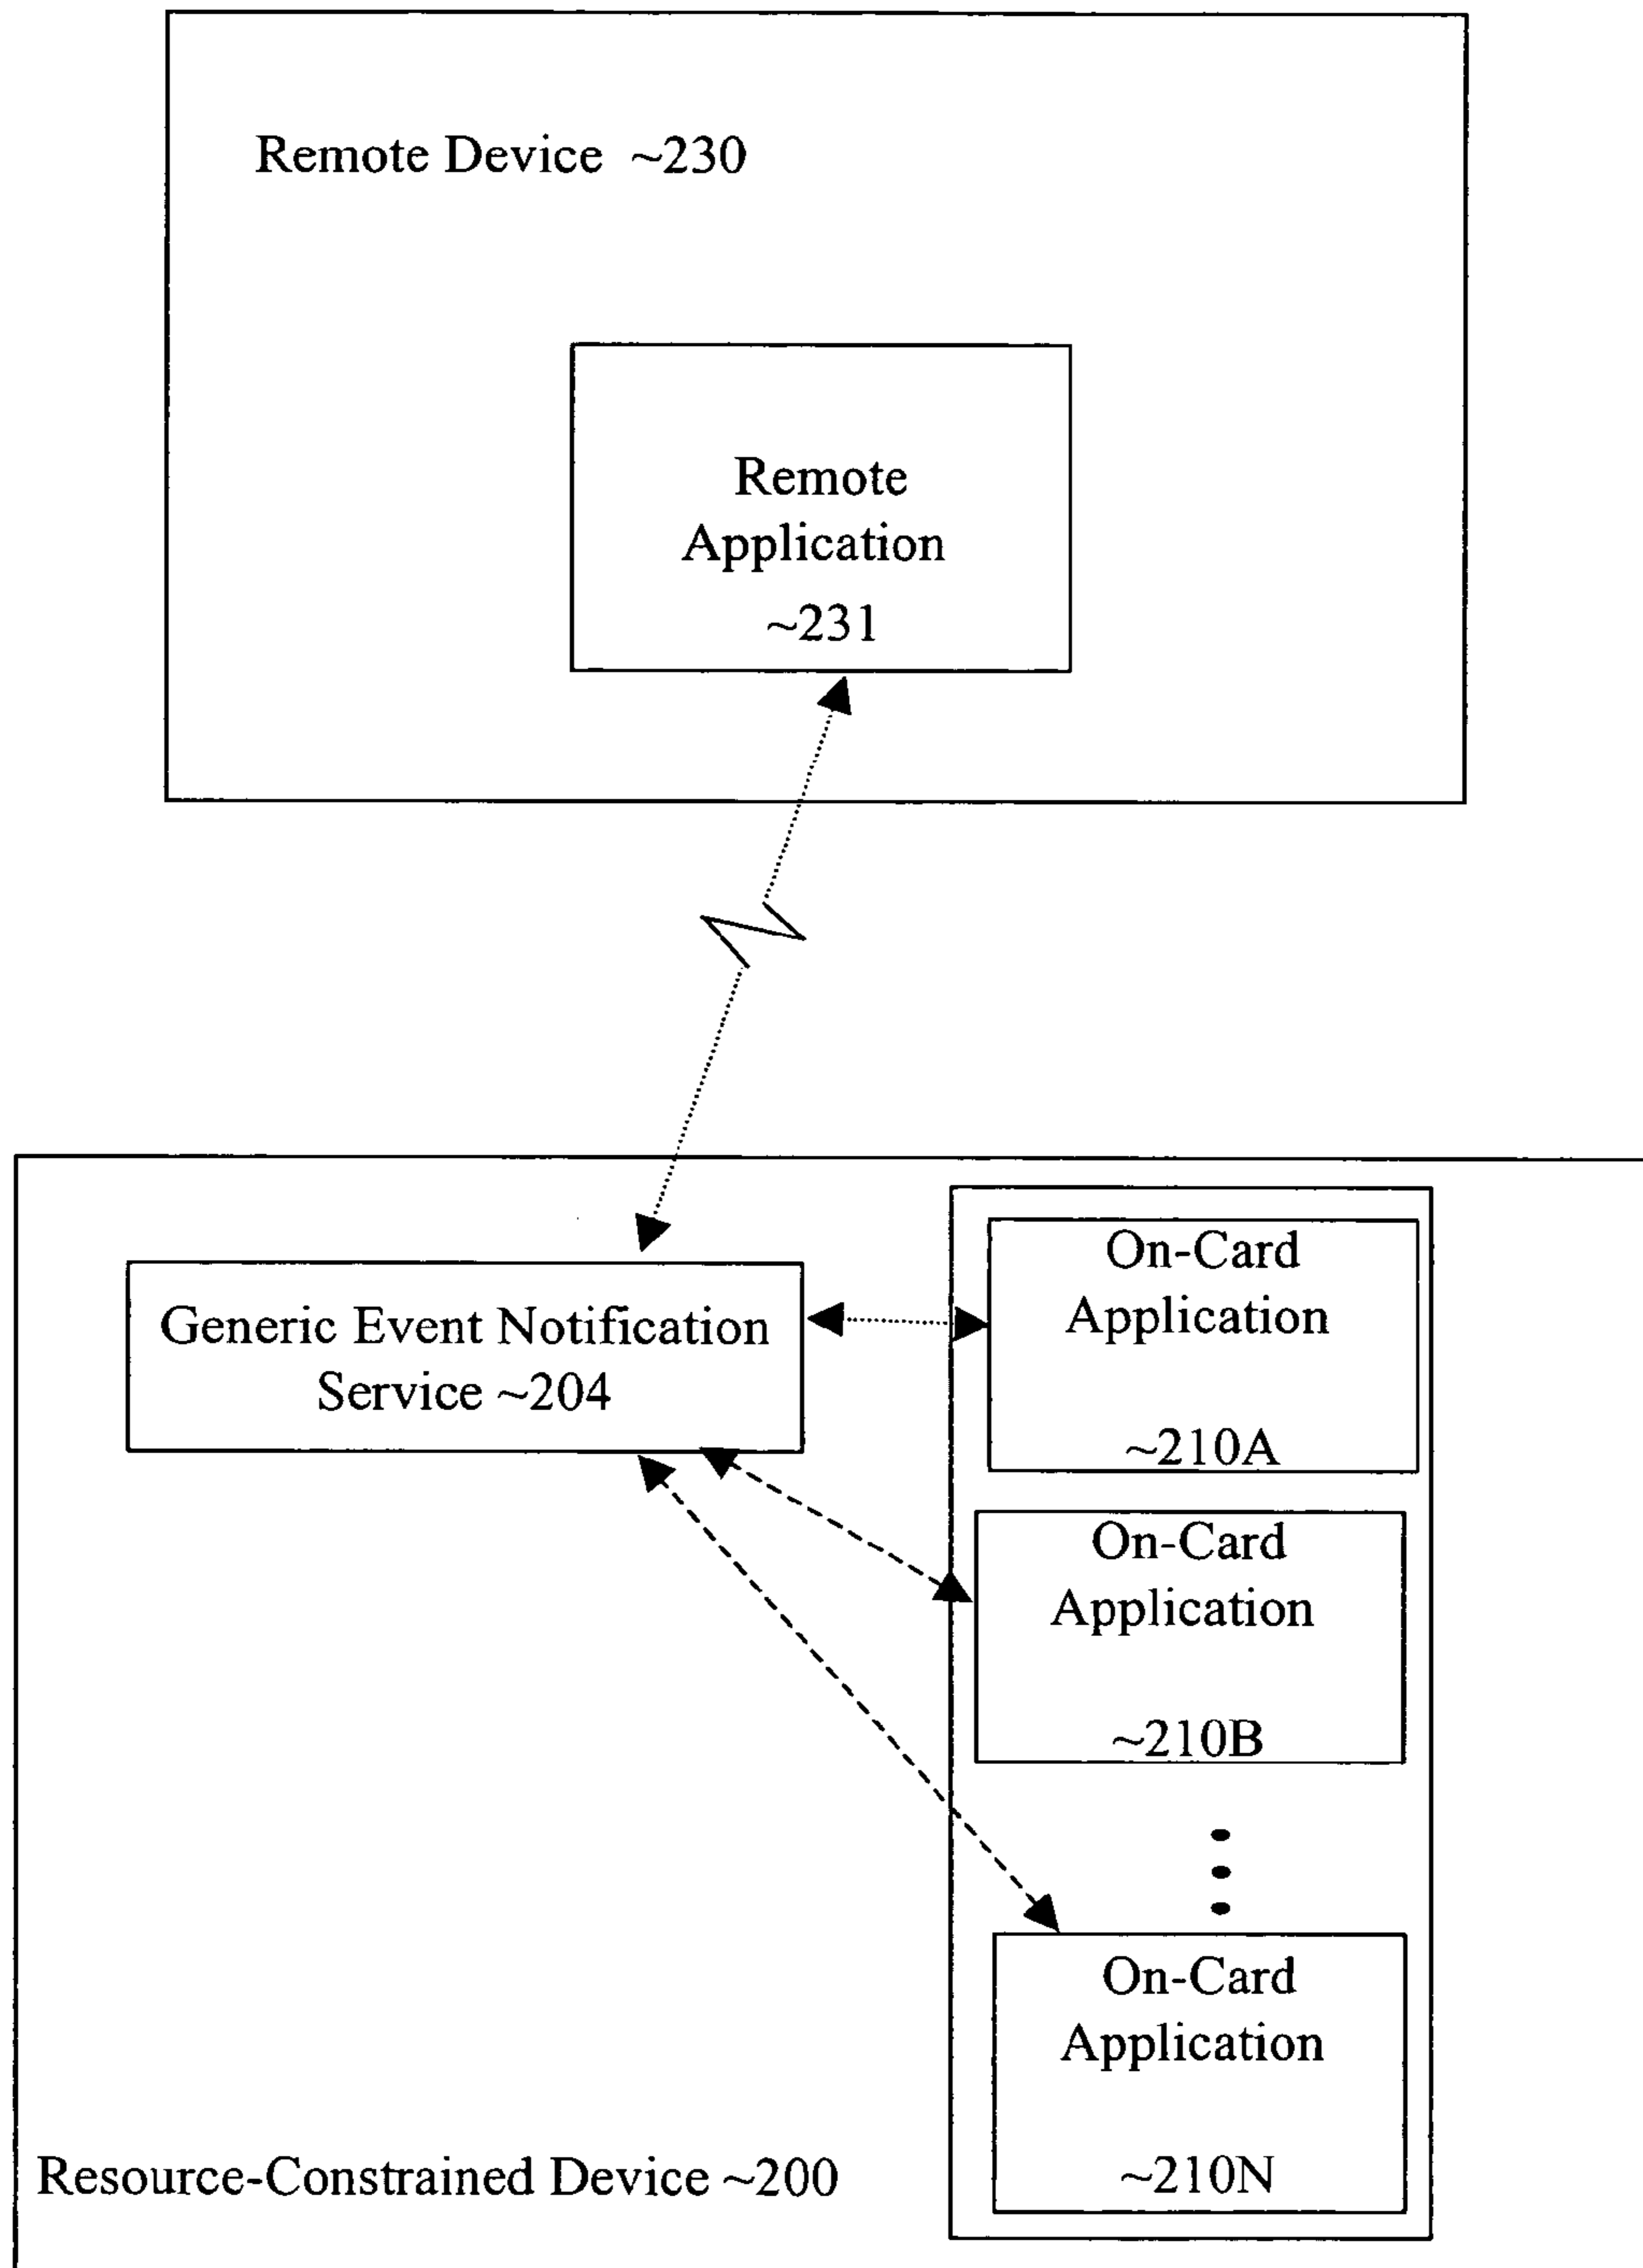 Remote Device ~230
Remote
Application
~231
Generic Event Notification
Service ~204
On-Card
Application
~210A
On-Card
Application
~210B
On-Card
Application
~210N
Resource-Constrained Device ~200